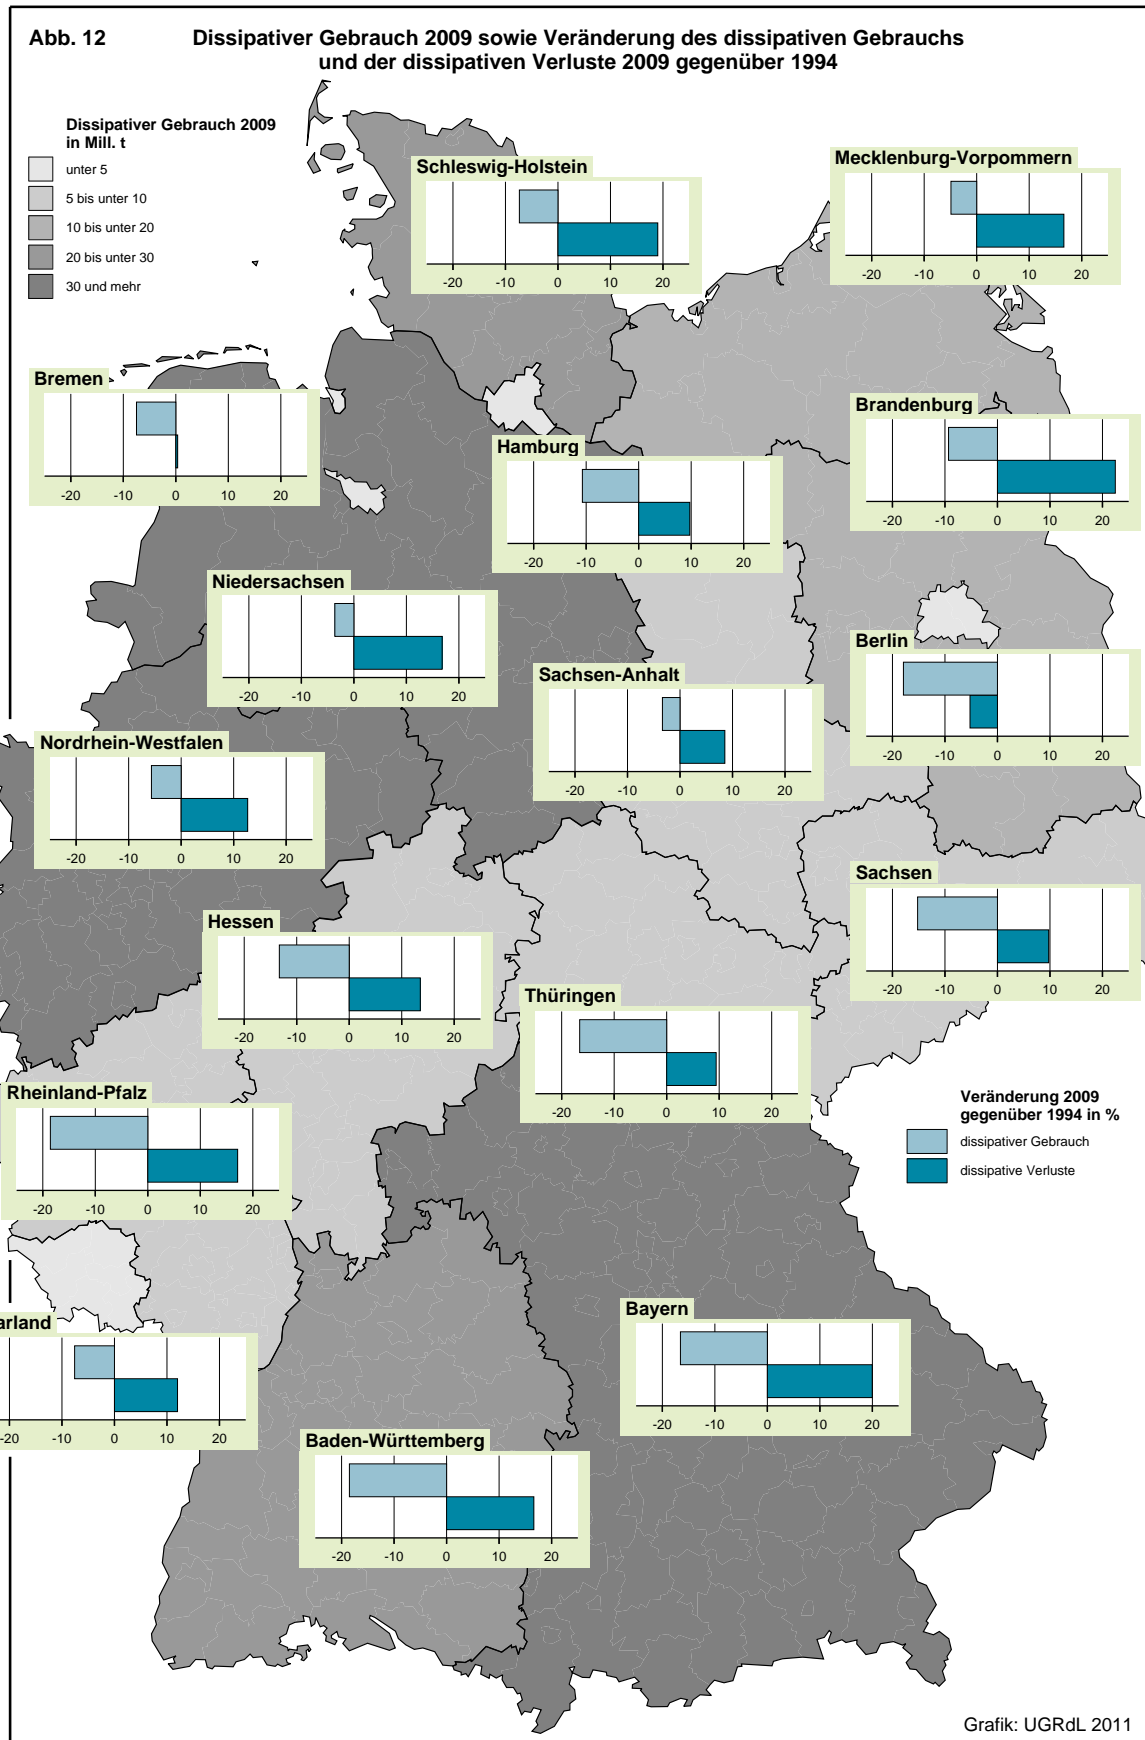 Abb. 12
Dissipativer Gebrauch 2009 sowie Veränderung des dissipativen Gebrauchs
und der dissipativen Verluste 2009 gegenüber 1994
Dissipativer Gebrauch 2009
in Mill. t
unter 5
5 bis unter 10
10 bis unter 20
20 bis unter 30
30 und mehr
Schleswig-Holstein
-20 -10 0 10 20
Mecklenburg-Vorpommern
-20 -10 0 10 20
Bremen
-20 -10 0 10 20
Brandenburg
-20 -10 0 10 20
Hamburg
-20 -10 0 10 20
Niedersachsen
-20 -10 0 10 20
Berlin
-20 -10 0 10 20
Sachsen-Anhalt
-20 -10 0 10 20
Nordrhein-Westfalen
-20 -10 0 10 20
Sachsen
-20 -10 0 10 20
Hessen
-20 -10 0 10 20
Thüringen
-20 -10 0 10 20
Rheinland-Pfalz
-20 -10 0 10 20
Veränderung 2009
gegenüber 1994 in %
dissipativer Gebrauch
dissipative Verluste
arland
-20 -10 0 10 20
Bayern
-20 -10 0 10 20
Baden-Württemberg
-20 -10 0 10 20
Grafik: UGRdL 2011